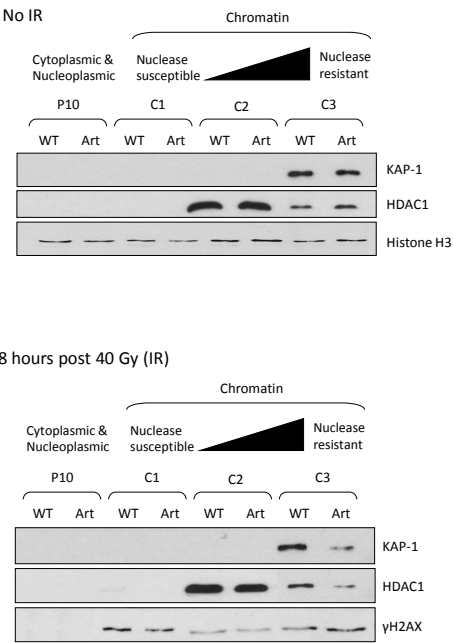 No IR
Chromatin
Cytoplasmic & Nucleoplasmic
Nuclease susceptible
Nuclease resistant
P10 C1 C2 C3
WT Art WT Art WT Art WT Art
KAP-1
HDAC1
Histone H3
8 hours post 40 Gy (IR)
Chromatin
Cytoplasmic & Nucleoplasmic
Nuclease susceptible
Nuclease resistant
P10 C1 C2 C3
WT Art WT Art WT Art WT Art
KAP-1
HDAC1
γH2AX